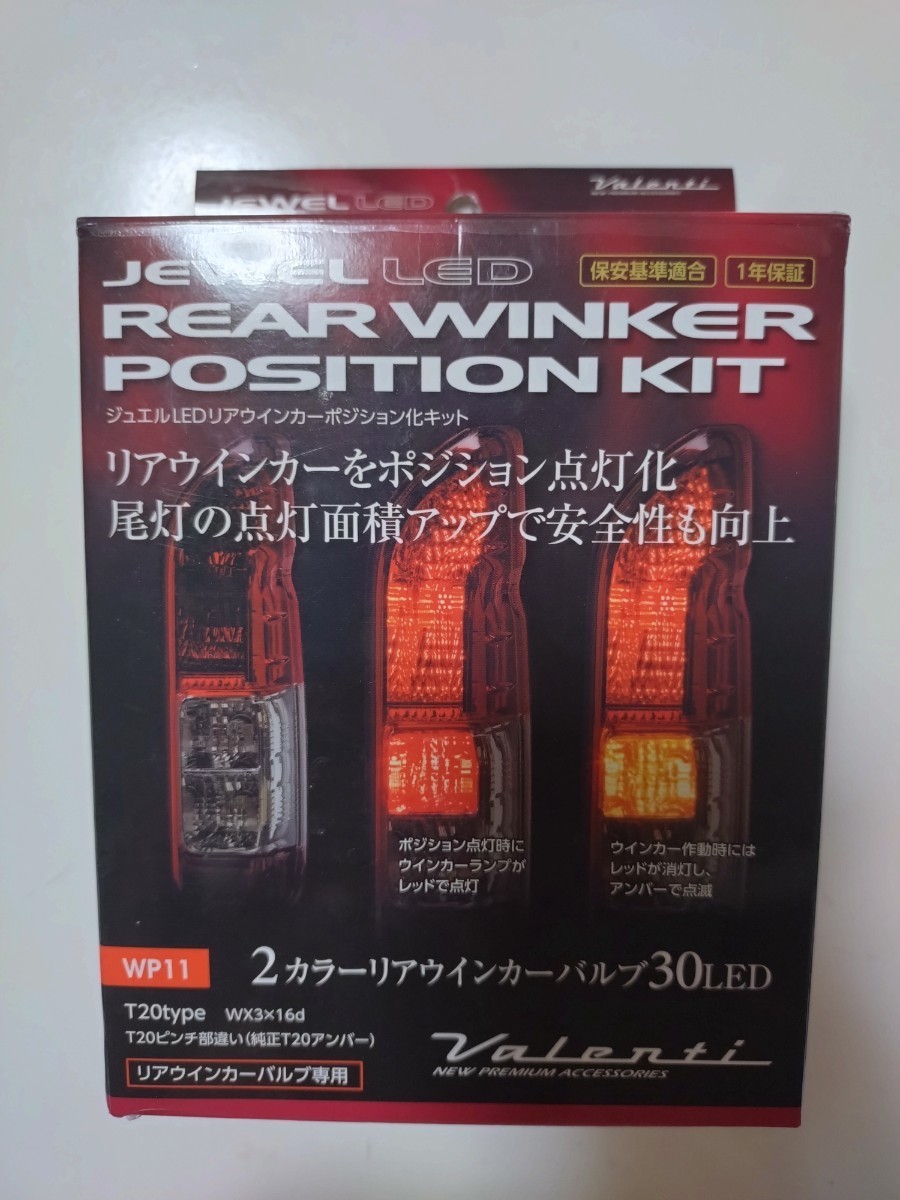 JEWEL LED
Valenti
NEW PREMIUM ACCESSORIES
JEWEL LED
保安基準適合
1年保証
REAR WINKER
POSITION KIT
ジュエルLEDリアウインカーポジション化キット
リアウインカーをポジション点灯化
尾灯の点灯面積アップで安全性も向上
ポジション点灯時に
ウインカーランプが
レッドで点灯
ウインカー作動時には
レッドが消灯し、
アンバーで点滅
WP11
2カラーリアウインカーバルブ30LED
T20type WX3×16d
T20ピンチ部違い(純正T20アンバー)
リアウインカーバルブ専用
Valenti
NEW PREMIUM ACCESSORIES